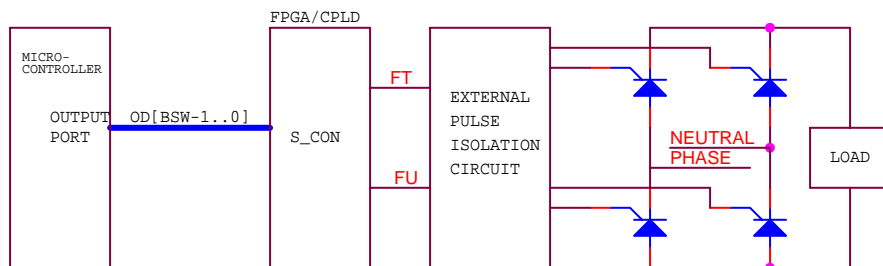 FPGA/CPLD
MICRO-
CONTROLLER
OUTPUT
PORT
OD[BSW-1..0]
S_CON
FT
FU
EXTERNAL
PULSE
ISOLATION
CIRCUIT
NEUTRAL
PHASE
LOAD